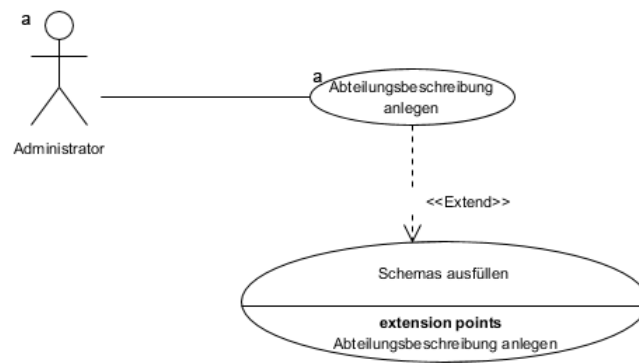 a
Administrator
a
Abteilungsbeschreibung
anlegen
<<Extend>>
Schemas ausfüllen
extension points
Abteilungsbeschreibung anlegen